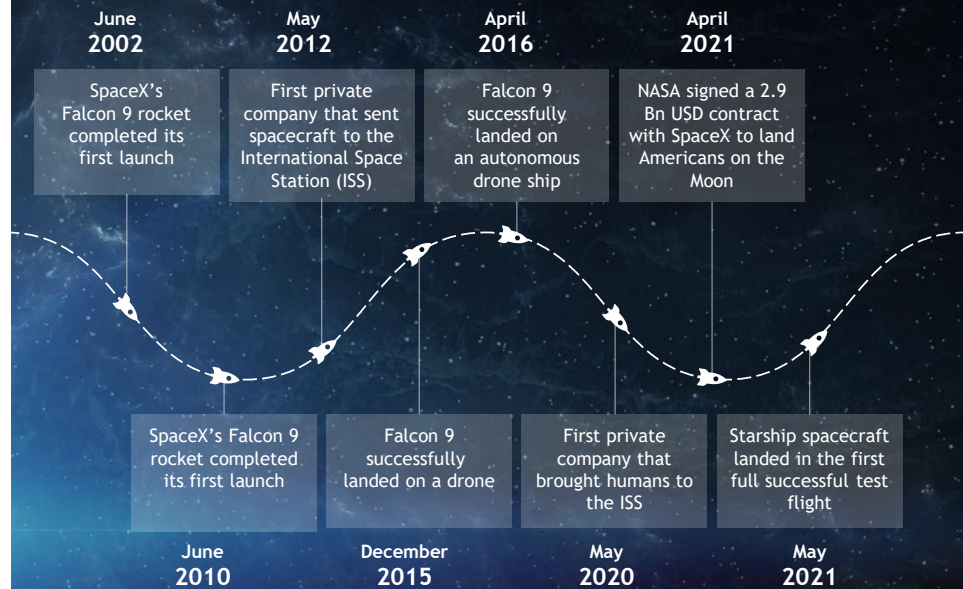 June
2002
May
2012
April
2016
April
2021
SpaceX's
Falcon 9 rocket
completed its
first launch
First private
company that sent
spacecraft to the
International Space
Station (ISS)
Falcon 9
successfully
landed on
an autonomous
drone ship
NASA signed a 2.9
Bn USD contract
with SpaceX to land
Americans on the
Moon
SpaceX's Falcon 9
rocket completed
its first launch
Falcon 9
successfully
landed on a drone
First private
company that
brought humans to
the ISS
Starship spacecraft
landed in the first
full successful test
flight
June
2010
December
2015
May
2020
May
2021